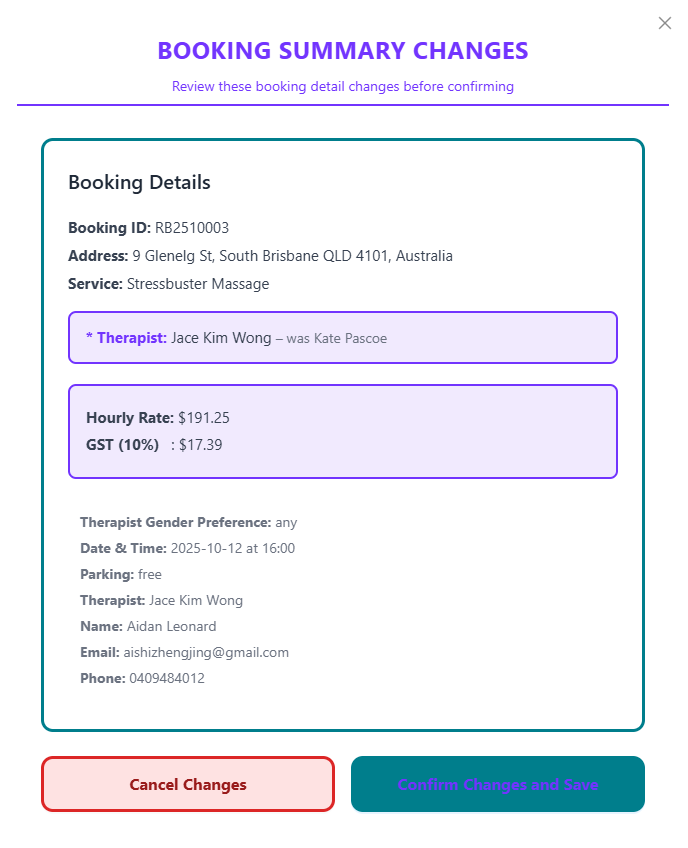 BOOKING SUMMARY CHANGES
Review these booking detail changes before confirming
Booking Details
Booking ID: RB2510003
Address: 9 Glenelg St, South Brisbane QLD 4101, Australia
Service: Stressbuster Massage
* Therapist: Jace Kim Wong – was Kate Pascoe
Hourly Rate: $191.25
GST (10%) : $17.39
Therapist Gender Preference: any
Date & Time: 2025-10-12 at 16:00
Parking: free
Therapist: Jace Kim Wong
Name: Aidan Leonard
Email: aishizhengjing@gmail.com
Phone: 0409484012
Cancel Changes
Confirm Changes and Save